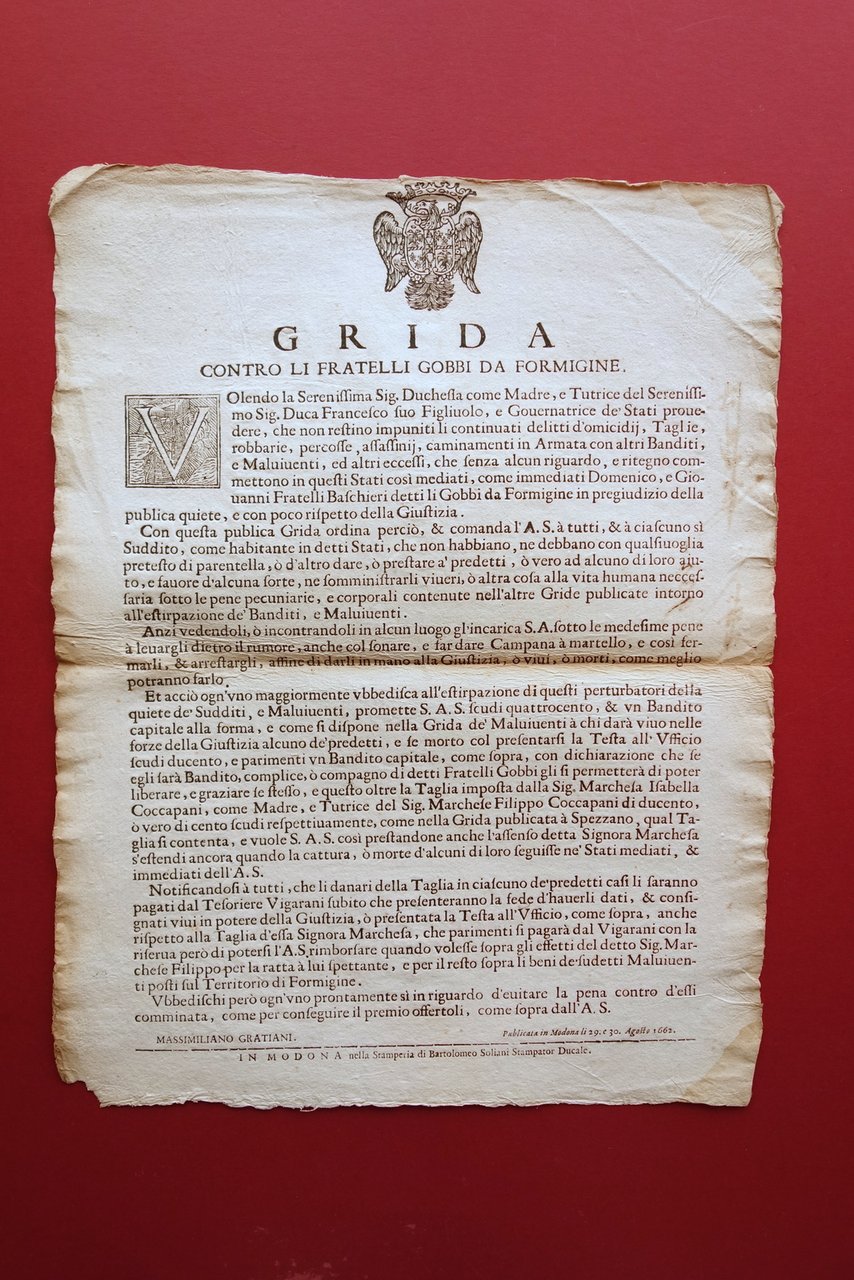 GRIDA
CONTRO LI FRATELLI GOBBI DA FORMIGINE.
VOlendo la Sereniſſima Sig. Ducheſſa come Madre, e Tutrice del Sereniſſi-
mo Sig. Duca Franceſco ſuo Figliuolo, e Gouernatrice de' Stati proue-
dere, che non reſtino impuniti li continuati delitti d'omicidij, Taglie,
robbarie, percoſſe, aſſaſſinij, caminamenti in Armata con altri Banditi,
e Maluiuenti, ed altri ecceſſi, che ſenza alcun riguardo, e ritegno com-
mettono in queſti Stati così mediati, come immediati Domenico, e Gio-
uanni Fratelli Baſchieri detti li Gobbi da Formigine in pregiudizio della
publica quiete, e con poco riſpetto della Giuſtizia.
Con queſta publica Grida ordina perciò, & comanda l'A.S. à tutti, & à ciaſcuno sì
Suddito, come habitante in detti Stati, che non habbiano, ne debbano con qualſiuoglia
preteſto di parentella, ò d'altro dare, ò preſtare a' predetti, ò vero ad alcuno di loro aiu-
to, e fauore d'alcuna ſorte, ne ſomminiſtrarli viueri, ò altra coſa alla vita humana neceſ-
ſaria ſotto le pene pecuniarie, e corporali contenute nell'altre Gride publicate intorno
all'eſtirpazione de' Banditi, e Maluiuenti.
Anzi vedendoli, ò incontrandoli in alcun luogo gl'incarica S.A. ſotto le medeſime pene
à leuargli dietro il rumore, anche col ſonare, e far dare Campana à martello, e così fer-
marli, & arreſtargli, affine di darli in mano alla Giuſtizia, ò viui, ò morti, come meglio
potranno farlo.
Et acciò ogn'vno maggiormente vbbediſca all'eſtirpazione di queſti perturbatori della
quiete de' Sudditi, e Maluiuenti, promette S. A. S. ſcudi quattrocento, & vn Bandito
capitale alla forma, e come ſi diſpone nella Grida de' Maluiuenti à chi darà viuo nelle
forze della Giuſtizia alcuno de' predetti, e ſe morto col preſentarſi la Teſta all'Vfficio
ſcudi ducento, e parimenti vn Bandito capitale, come ſopra, con dichiarazione che ſe
egli ſarà Bandito, complice, ò compagno di detti Fratelli Gobbi gli ſi permetterà di poter
liberare, e graziare ſe ſteſſo, e queſto oltre la Taglia impoſta dalla Sig. Marcheſa Iſabella
Coccapani, come Madre, e Tutrice del Sig. Marcheſe Filippo Coccapani di ducento,
ò vero di cento ſcudi reſpettiuamente, come nella Grida publicata à Spezzano, qual Ta-
glia ſi contenta, e vuole S. A. S. così preſtandone anche l'aſſenſo detta Signora Marcheſa
s'eſtendi ancora quando la cattura, ò morte d'alcuni di loro ſeguiſſe ne' Stati mediati, &
immediati dell'A.S.
Notificandoſi à tutti, che li danari della Taglia in ciaſcuno de' predetti caſi li ſaranno
pagati dal Teſoriere Vigarani ſubito che preſenteranno la fede d'hauerli dati, & conſi-
gnati viui in potere della Giuſtizia, ò preſentata la Teſta all'Vfficio, come ſopra, anche
riſpetto alla Taglia d'eſſa Signora Marcheſa, che parimenti ſi pagarà dal Vigarani con la
riſerua però di poterſi l'A.S. rimborſare quando voleſſe ſopra gli effetti del detto Sig. Mar-
cheſe Filippo per la ratta à lui ſpettante, e per il reſto ſopra li beni de' ſudetti Maluiuen-
ti poſti ſul Territorio di Formigine.
Vbbediſchi però ogn'vno prontamente sì in riguardo d'euitare la pena contro d'eſſi
comminata, come per conſeguire il premio offertoli, come ſopra dall'A. S.
MASSIMILIANO GRATIANI.
Publicata in Modona li 29. e 30. Agoſto 1662.
IN MODONA nella Stamperia di Bartolomeo Soliani Stampator Ducale.